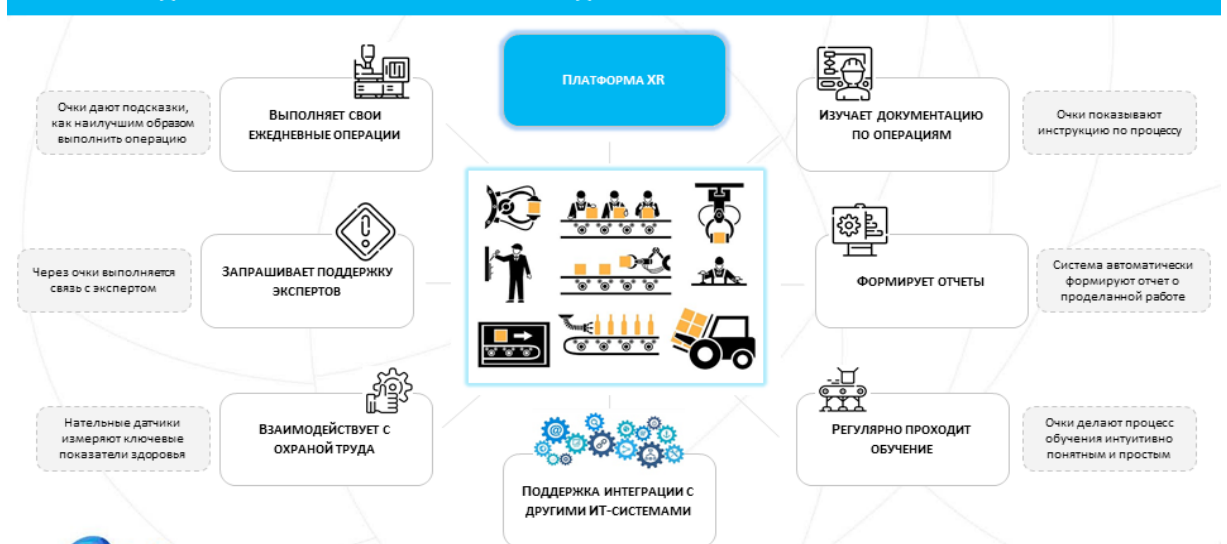 ПЛАТФОРМА XR
Очки дают подсказки,
как наилучшим образом
выполнить операцию
ВЫПОЛНЯЕТ СВОИ
ЕЖЕДНЕВНЫЕ ОПЕРАЦИИ
ИЗУЧАЕТ ДОКУМЕНТАЦИЮ
ПО ОПЕРАЦИЯМ
Очки показывают
инструкцию по процессу
Через очки выполняется
связь с экспертом
ЗАПРАШИВАЕТ ПОДДЕРЖКУ
ЭКСПЕРТОВ
ФОРМИРУЕТ ОТЧЕТЫ
Система автоматически
формируют отчет о
проделанной работе
Нательные датчики
измеряют ключевые
показатели здоровья
ВЗАИМОДЕЙСТВУЕТ С
ОХРАНОЙ ТРУДА
РЕГУЛЯРНО ПРОХОДИТ
ОБУЧЕНИЕ
Очки делают процесс
обучения интуитивно
понятным и простым
ПОДДЕРЖКА ИНТЕГРАЦИИ С
ДРУГИМИ ИТ-СИСТЕМАМИ